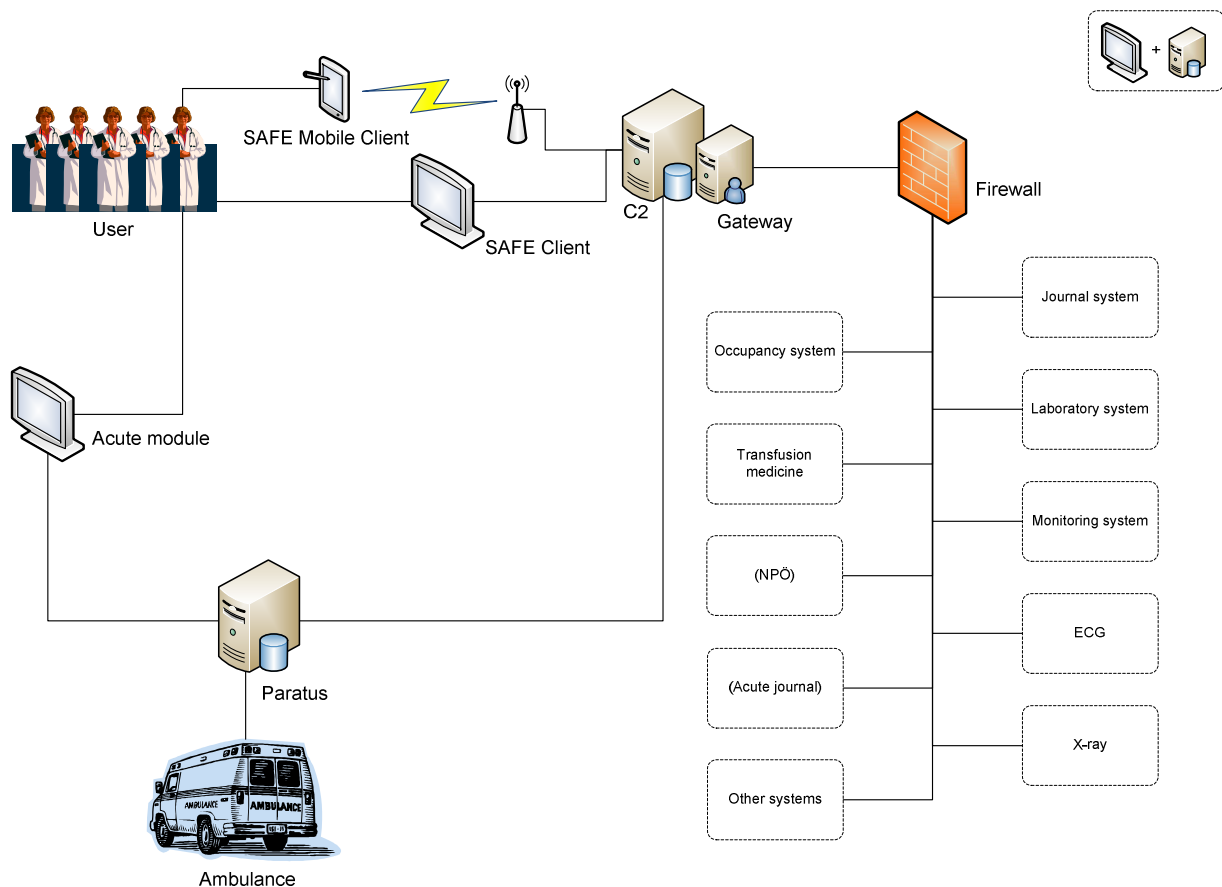 +
SAFE Mobile Client
User
SAFE Client
C2
Gateway
Firewall
Journal system
Occupancy system
Laboratory system
Acute module
Transfusion
medicine
Monitoring system
(NPÖ)
ECG
Paratus
(Acute journal)
X-ray
Other systems
AMBULANCE
AMBULANCE
Ambulance